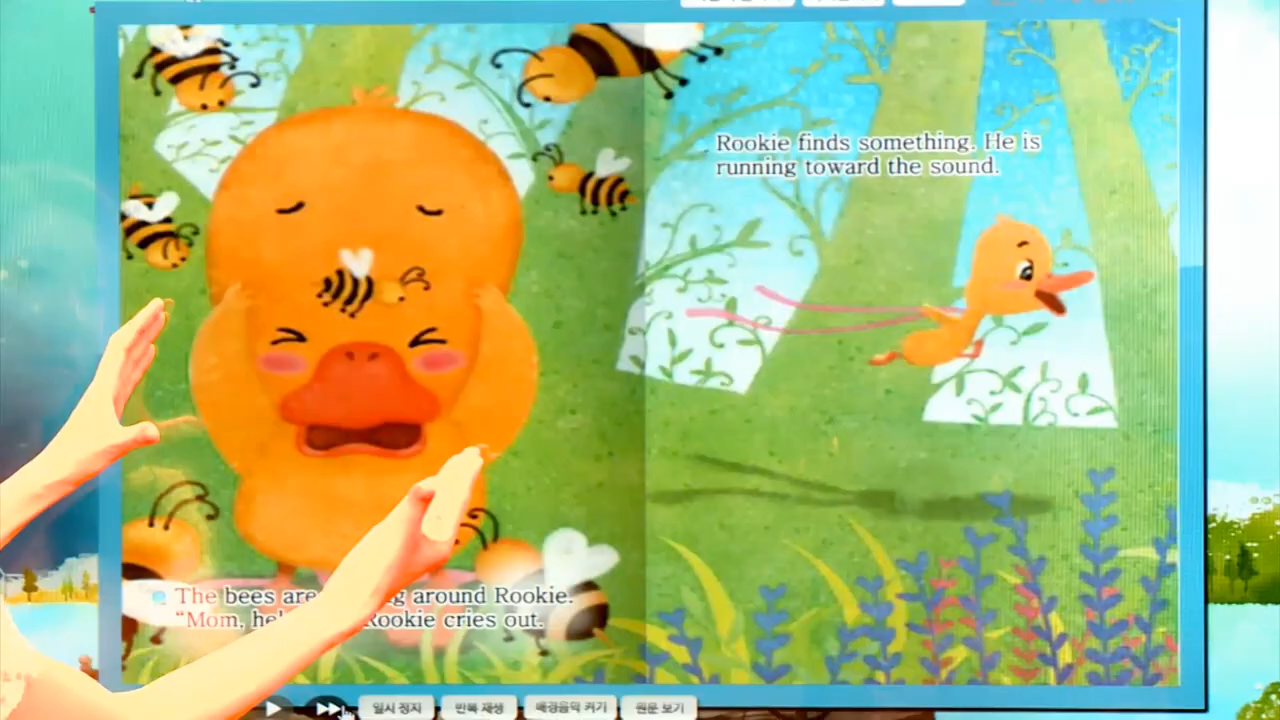 The bees are g around Rookie.
"Mom, hel Rookie cries out.
Rookie finds something. He is
running toward the sound.
일시 정지
반복 재생
배경음악 켜기
원문 보기